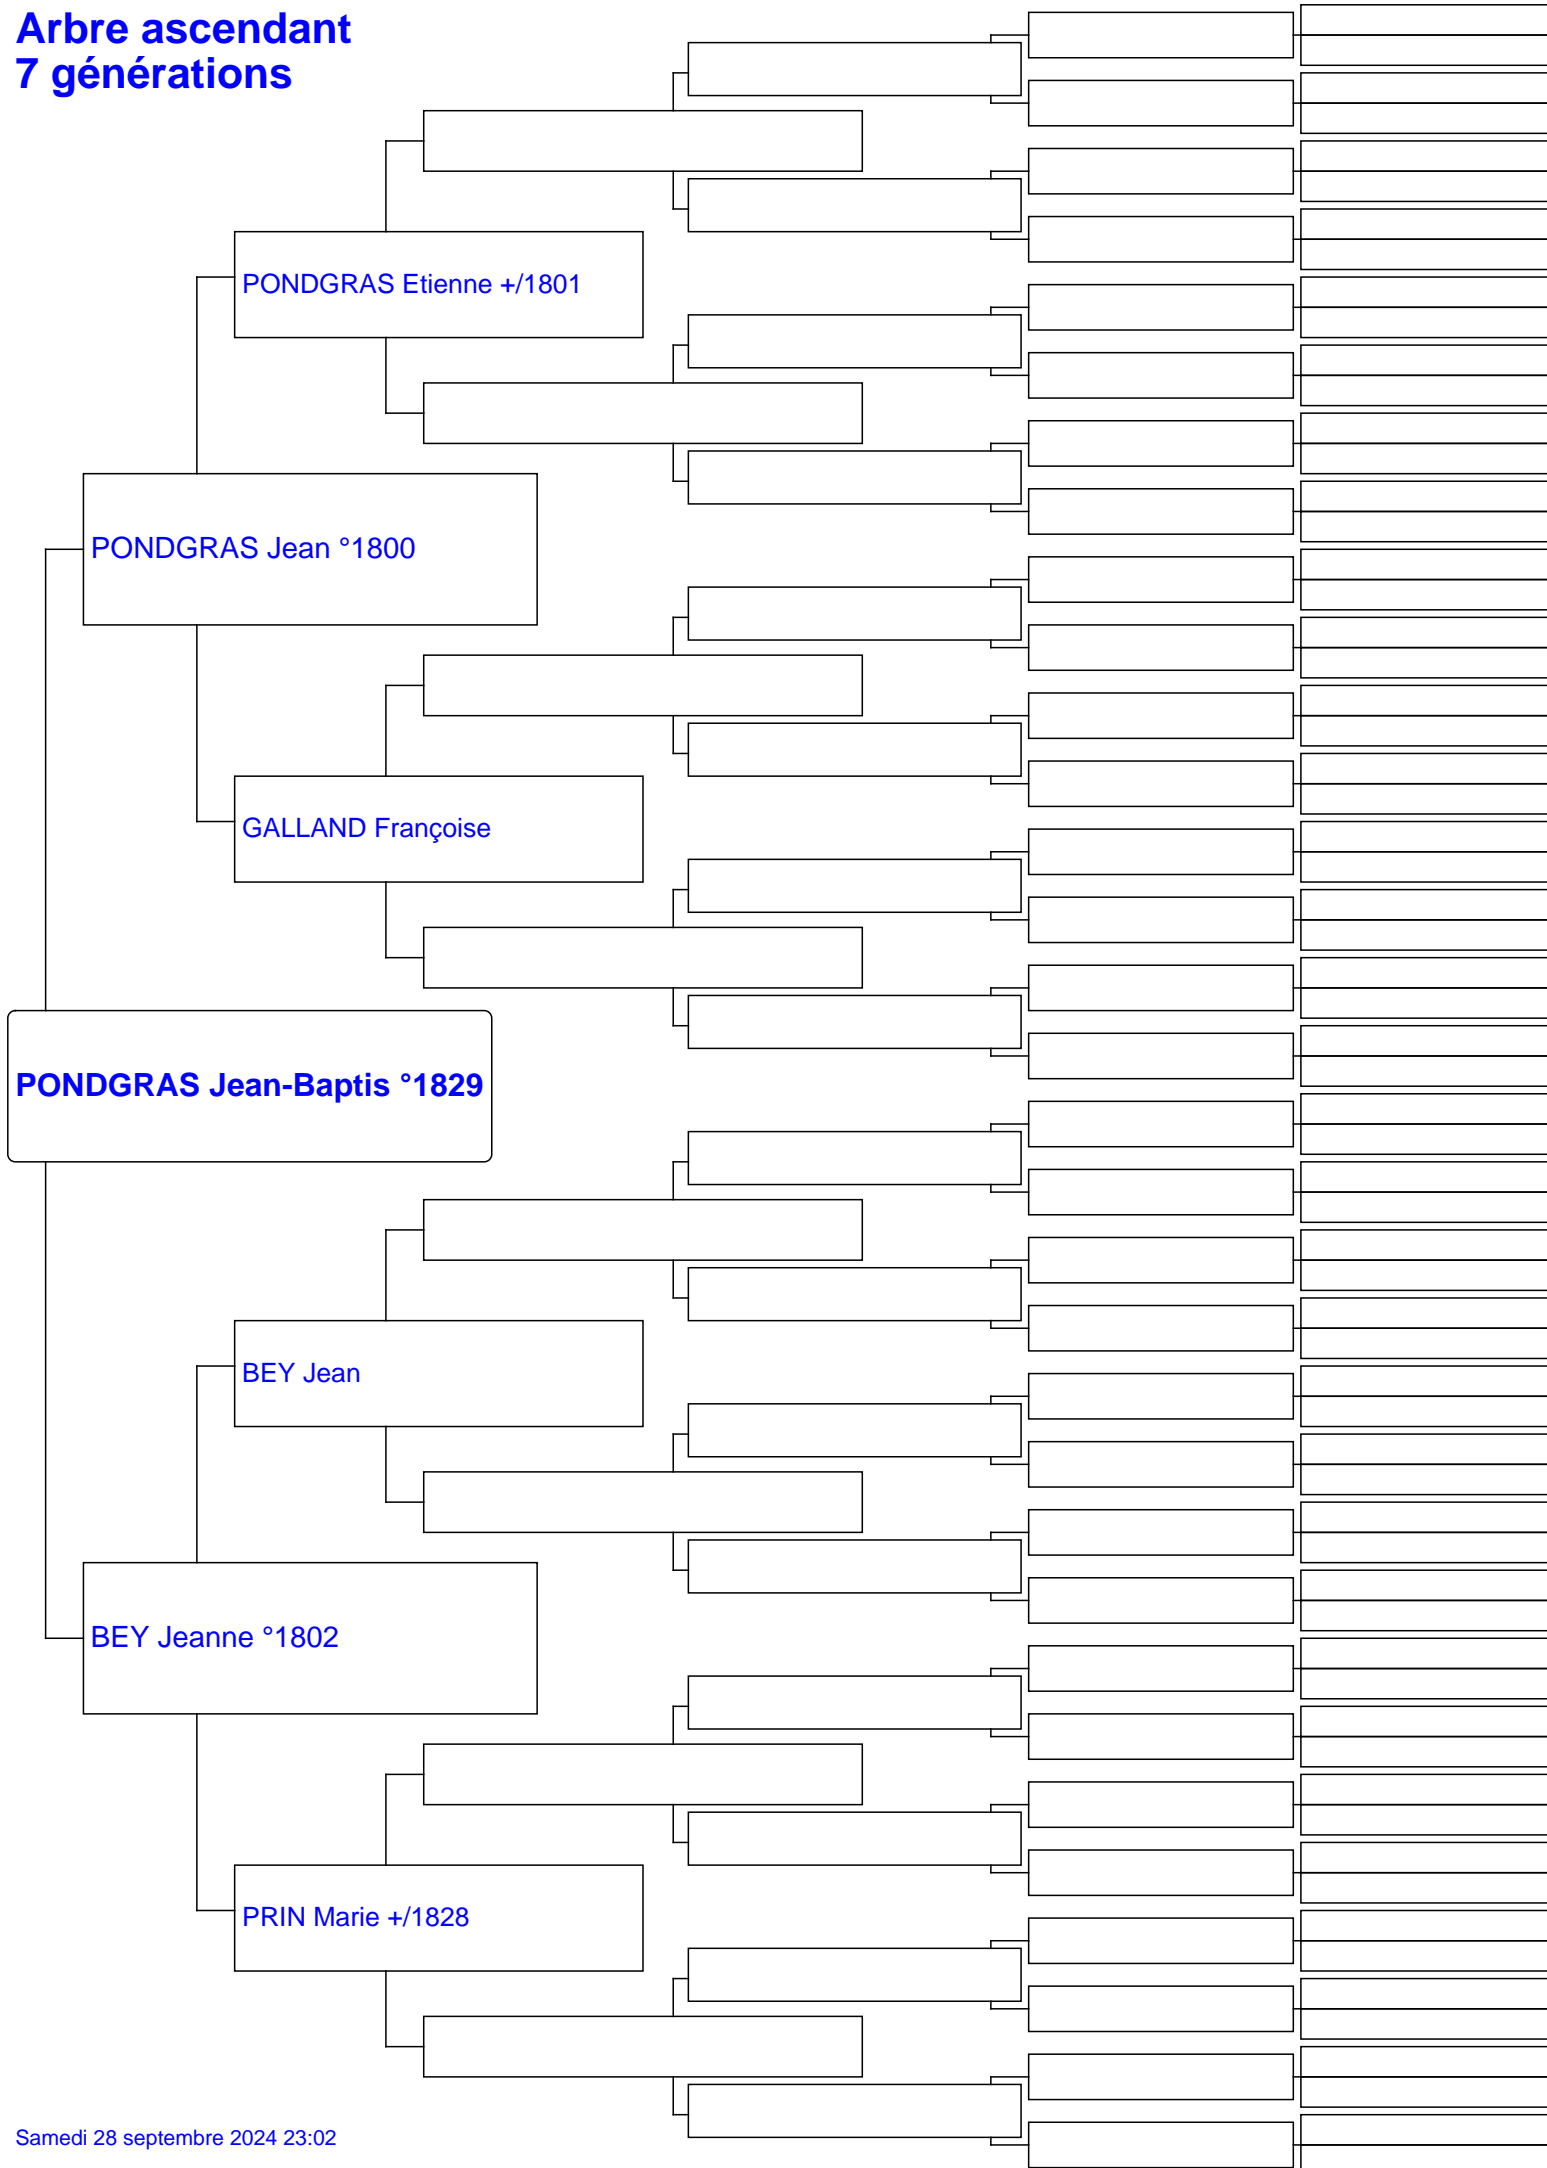 Arbre ascendant
7 générations
PONDGRAS Etienne +/1801
PONDGRAS Jean °1800
GALLAND Françoise
PONDGRAS Jean-Baptis °1829
BEY Jean
BEY Jeanne °1802
PRIN Marie +/1828
Samedi 28 septembre 2024 23:02